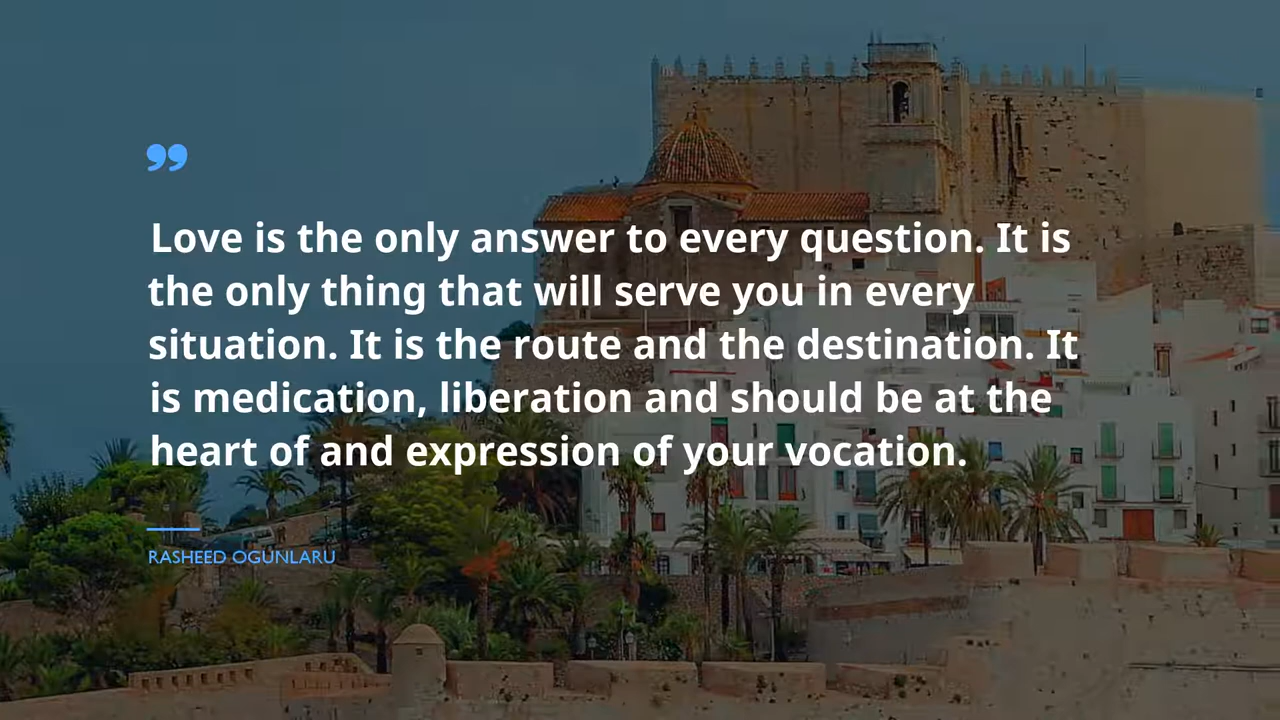 ”
Love is the only answer to every question. It is
the only thing that will serve you in every
situation. It is the route and the destination. It
is medication, liberation and should be at the
heart of and expression of your vocation.
RASHEED OGUNLARU